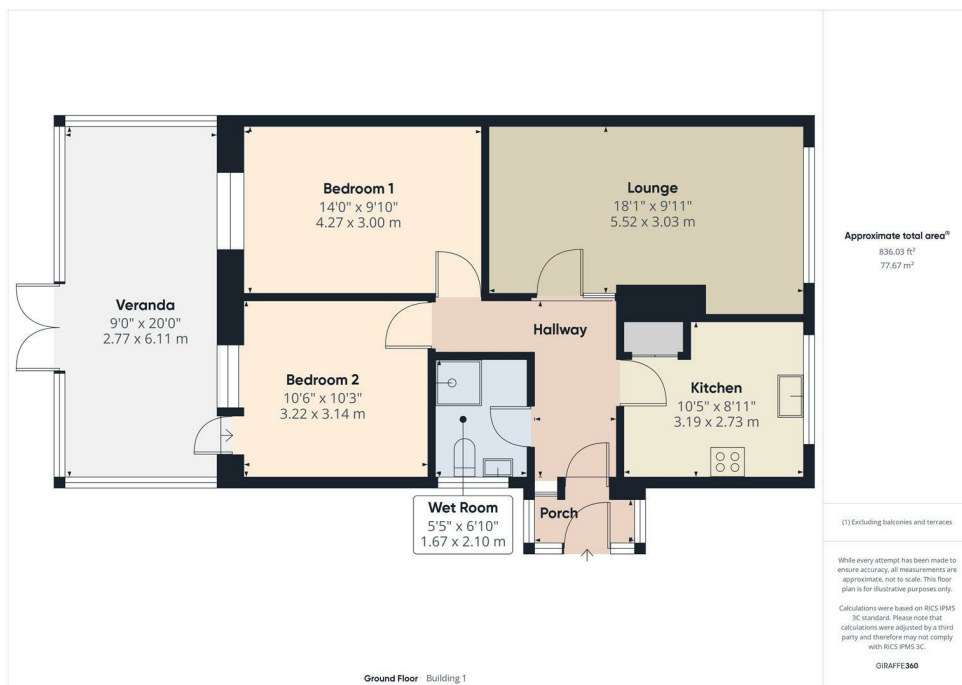 Bedroom 1
14'0" x 9'10"
4.27 x 3.00 m
Lounge
18'1" x 9'11"
5.52 x 3.03 m
Veranda
9'0" x 20'0"
2.77 x 6.11 m
Hallway
Bedroom 2
10'6" x 10'3"
3.22 x 3.14 m
Kitchen
10'5" x 8'11"
3.19 x 2.73 m
Wet Room
5'5" x 6'10"
1.67 x 2.10 m
Porch
Ground Floor Building 1
Approximate total area(1)
836.03 ft²
77.67 m²
(1) Excluding balconies and terraces
While every attempt has been made to
ensure accuracy, all measurements are
approximate, not to scale. This floor
plan is for illustrative purposes only.
Calculations were based on RICS IPMS
3C standard. Please note that
calculations were adjusted by a third
party and therefore may not comply
with RICS IPMS 3C.
GIRAFFE360